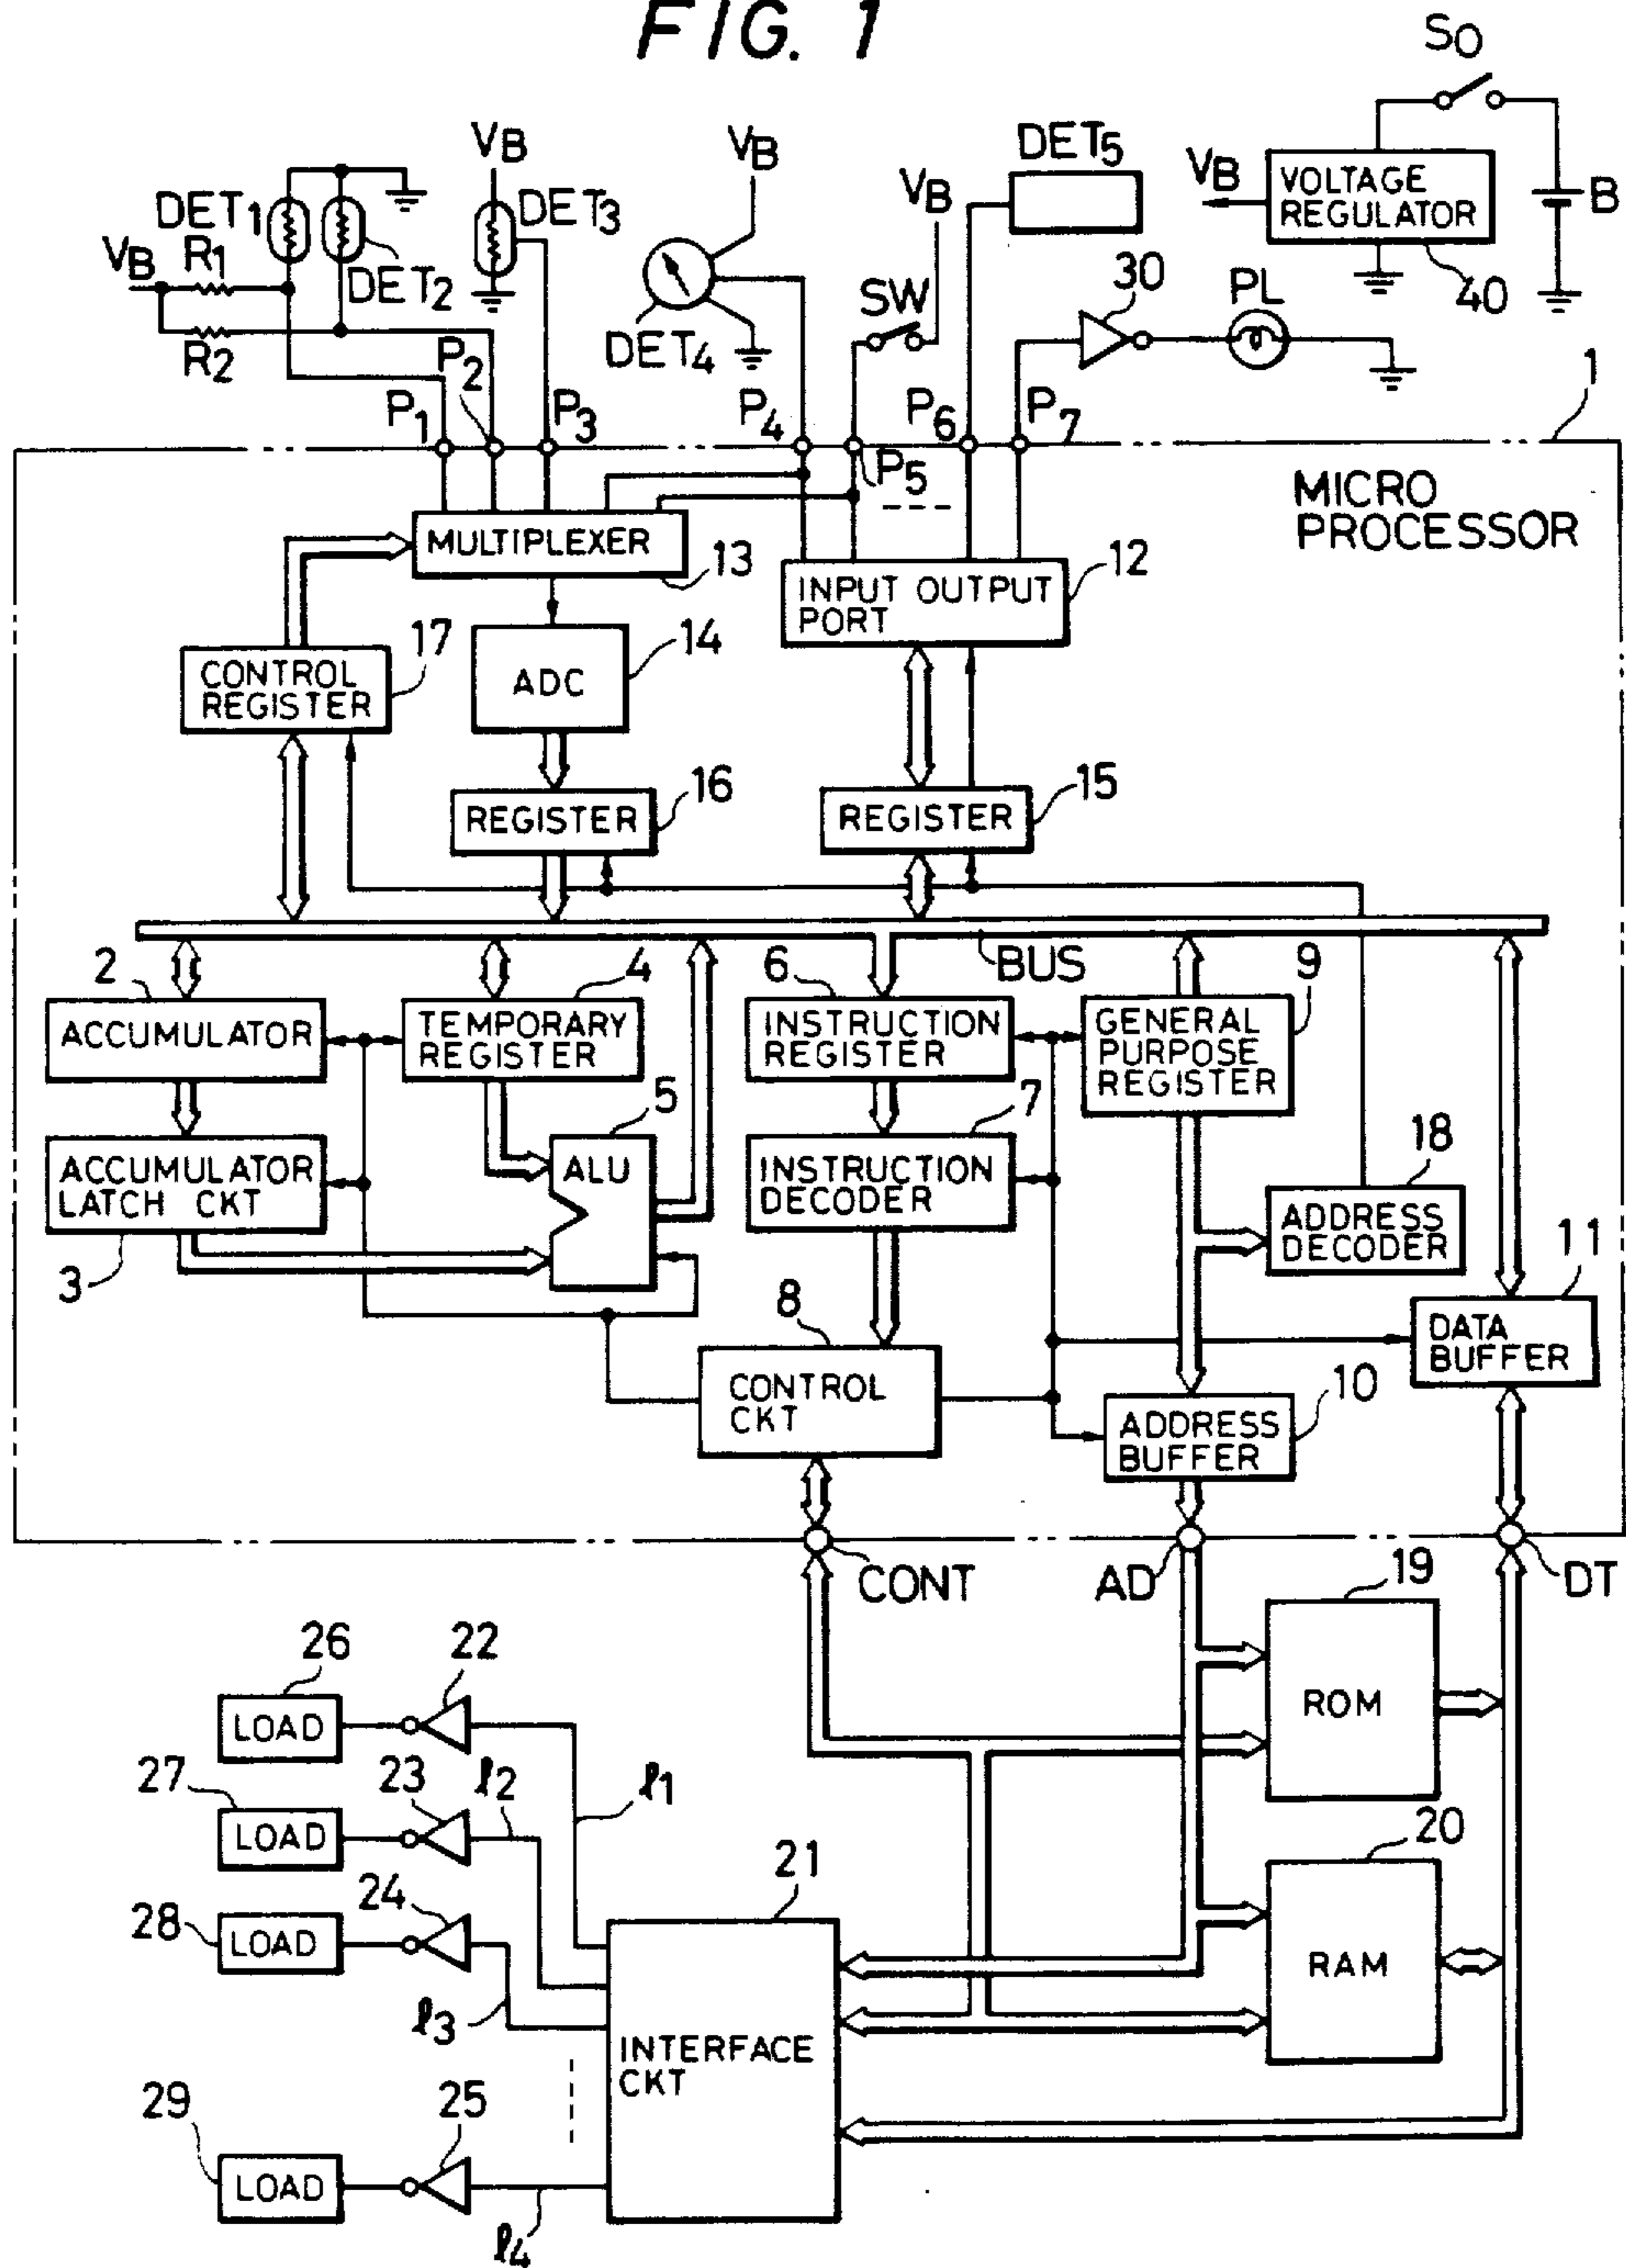 FIG. 1
S0
VB
VB
DET5
DET1
DET3
VB
VB
VOLTAGE
REGULATOR
B
VB
R1
DET2
SW
30
PL
40
R2
DET4
1
P1
P2
P3
P4
P5
P6
P7
MICRO
PROCESSOR
MULTIPLEXER
13
INPUT OUTPUT
PORT
12
17
14
CONTROL
REGISTER
ADC
16
15
REGISTER
REGISTER
BUS
2
4
6
9
ACCUMULATOR
TEMPORARY
REGISTER
INSTRUCTION
REGISTER
GENERAL
PURPOSE
REGISTER
5
7
18
ACCUMULATOR
LATCH CKT
ALU
INSTRUCTION
DECODER
ADDRESS
DECODER
11
3
8
DATA
BUFFER
CONTROL
CKT
10
ADDRESS
BUFFER
CONT
AD
DT
19
26
22
LOAD
ROM
27
23
l2
l1
LOAD
20
24
21
28
LOAD
RAM
l3
INTERFACE
CKT
29
25
LOAD
l4